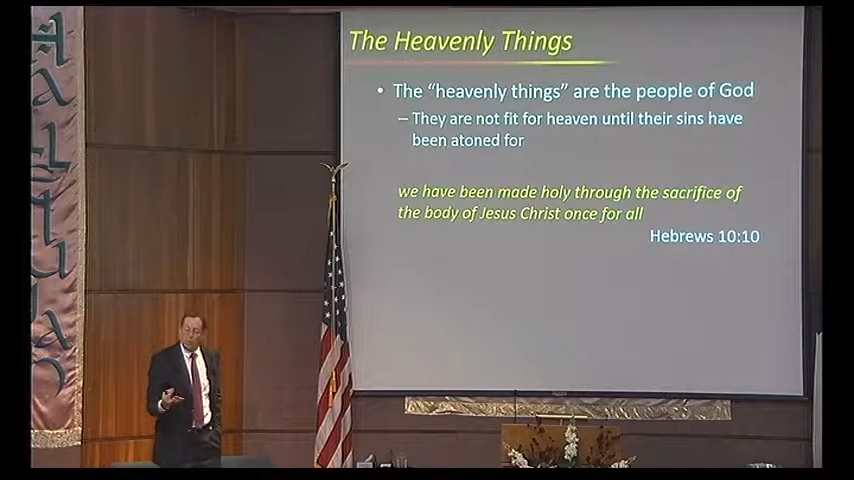 The Heavenly Things
• The “heavenly things” are the people of God
– They are not fit for heaven until their sins have
been atoned for
we have been made holy through the sacrifice of
the body of Jesus Christ once for all
Hebrews 10:10
Hallelujah